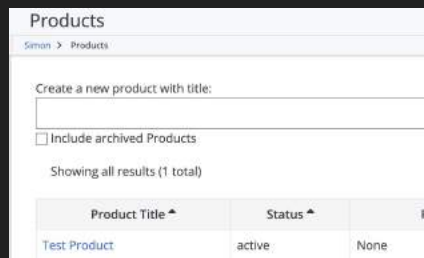 Products
Simon > Products
Create a new product with title:
Include archived Products
Showing all results (1 total)
Product Title Status
Test Product active None